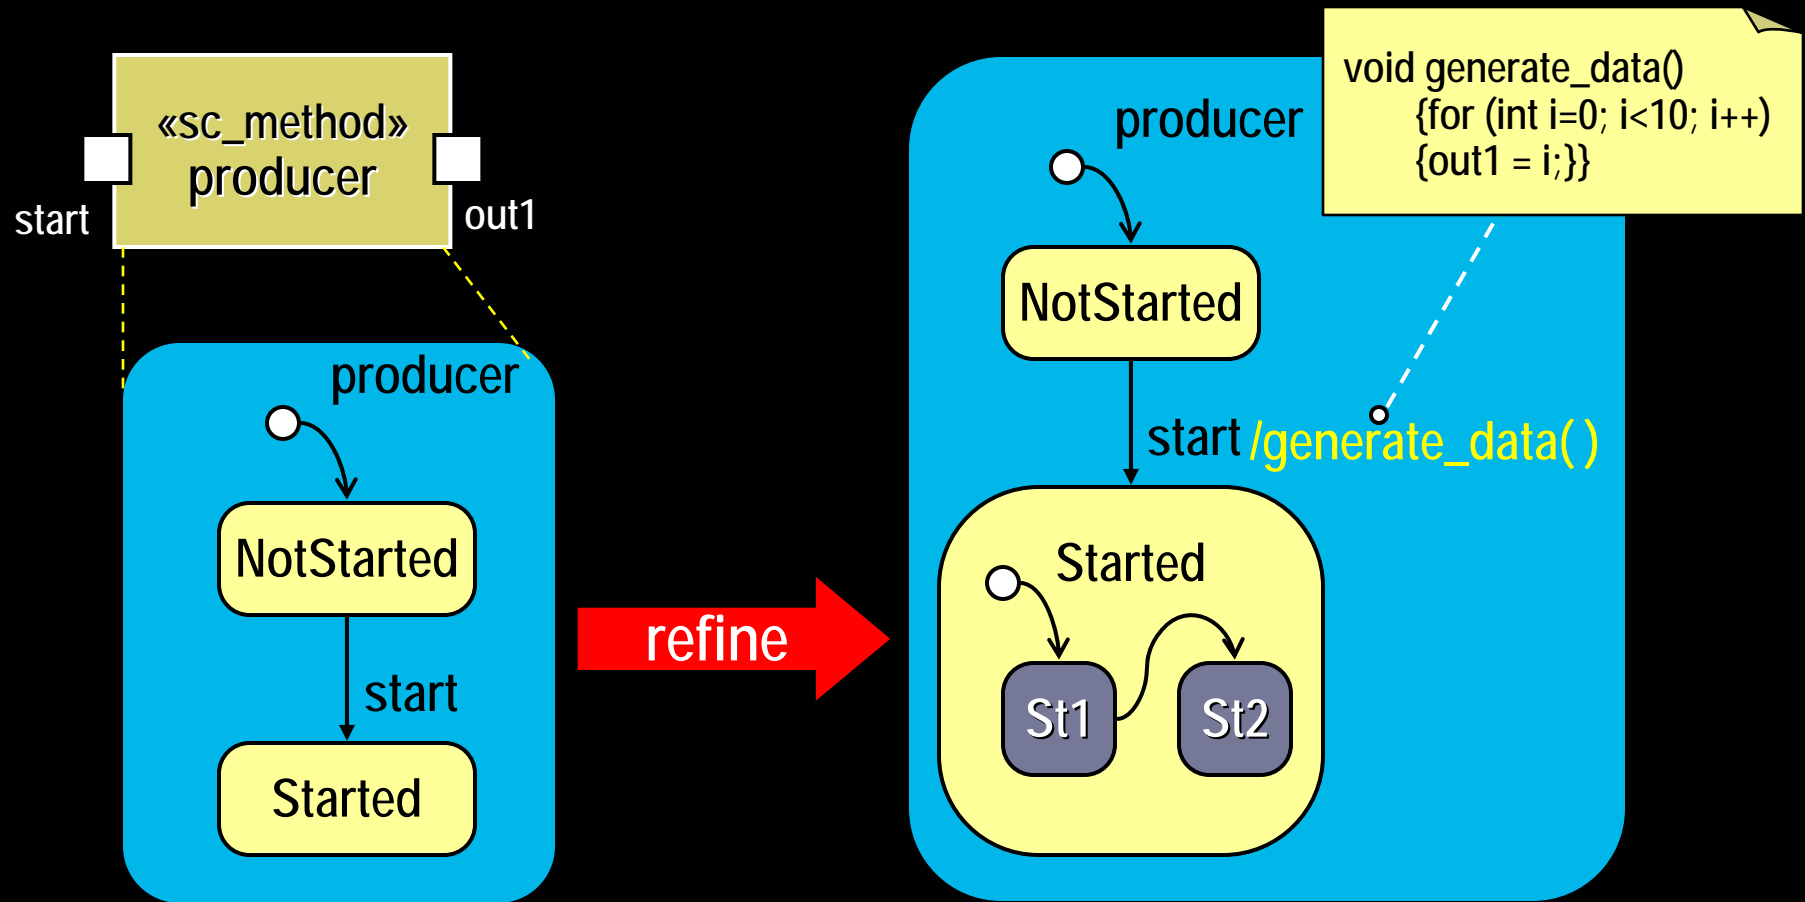 «sc_method»
producer
start
out1
producer
NotStarted
start
Started
refine
producer
void generate_data()
{for (int i=0; i<10; i++)
{out1 = i;}}
NotStarted
start /generate_data( )
Started
St1
St2